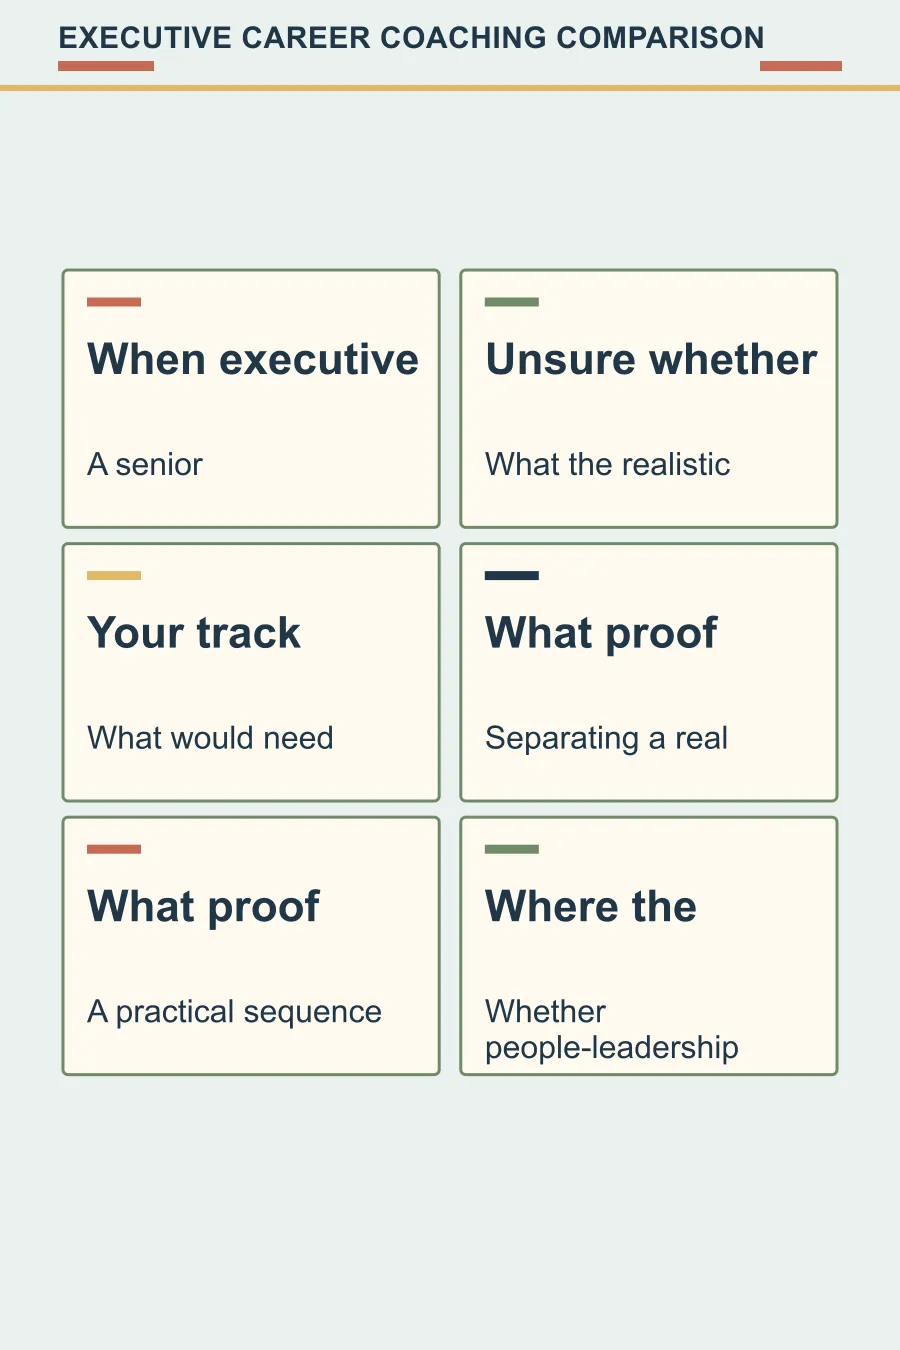 EXECUTIVE CAREER COACHING COMPARISON
When executive
A senior
Unsure whether
What the realistic
Your track
What would need
What proof
Separating a real
What proof
A practical sequence
Where the
Whether
people-leadership